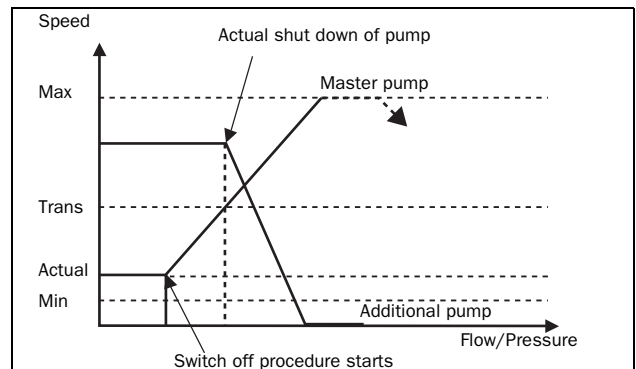 Speed
Actual shut down of pump
Max
Master pump
Trans
Actual
Min
Additional pump
Flow/Pressure
Switch off procedure starts